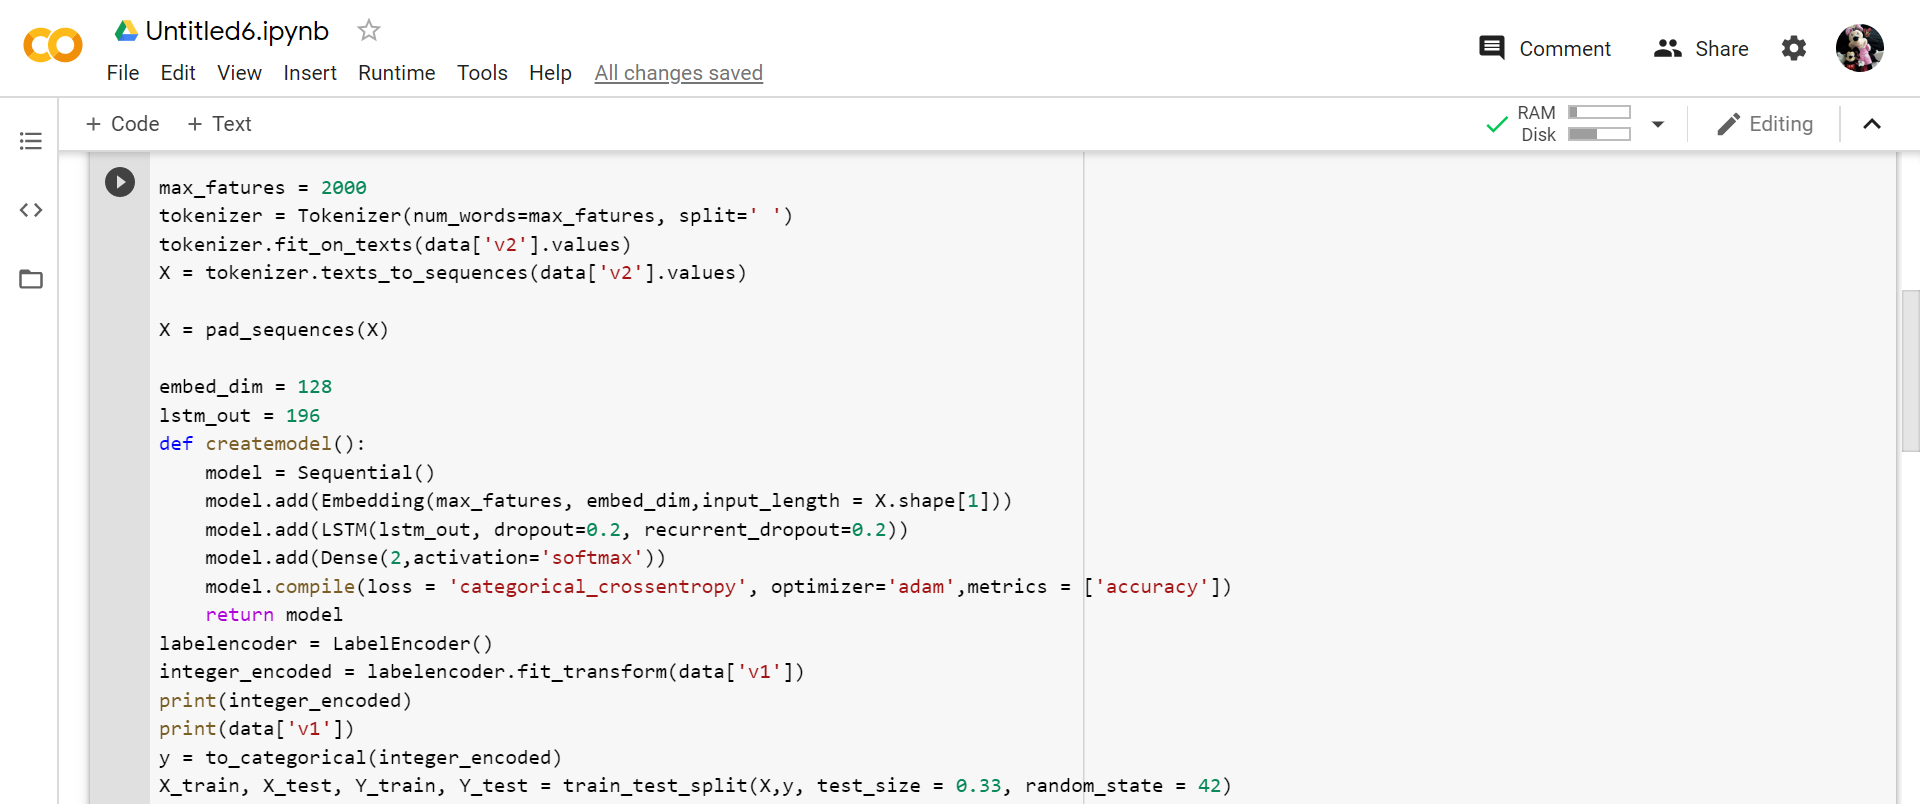 Untitled6.ipynb
File Edit View Insert Runtime Tools Help All changes saved
Comment Share
+ Code + Text
RAM
Disk
Editing
max_fatures = 2000
tokenizer = Tokenizer(num_words=max_fatures, split=' ')
tokenizer.fit_on_texts(data['v2'].values)
X = tokenizer.texts_to_sequences(data['v2'].values)
X = pad_sequences(X)
embed_dim = 128
lstm_out = 196
def createmodel():
    model = Sequential()
    model.add(Embedding(max_fatures, embed_dim,input_length = X.shape[1]))
    model.add(LSTM(lstm_out, dropout=0.2, recurrent_dropout=0.2))
    model.add(Dense(2,activation='softmax'))
    model.compile(loss = 'categorical_crossentropy', optimizer='adam',metrics = ['accuracy'])
    return model
labelencoder = LabelEncoder()
integer_encoded = labelencoder.fit_transform(data['v1'])
print(integer_encoded)
print(data['v1'])
y = to_categorical(integer_encoded)
X_train, X_test, Y_train, Y_test = train_test_split(X,y, test_size = 0.33, random_state = 42)